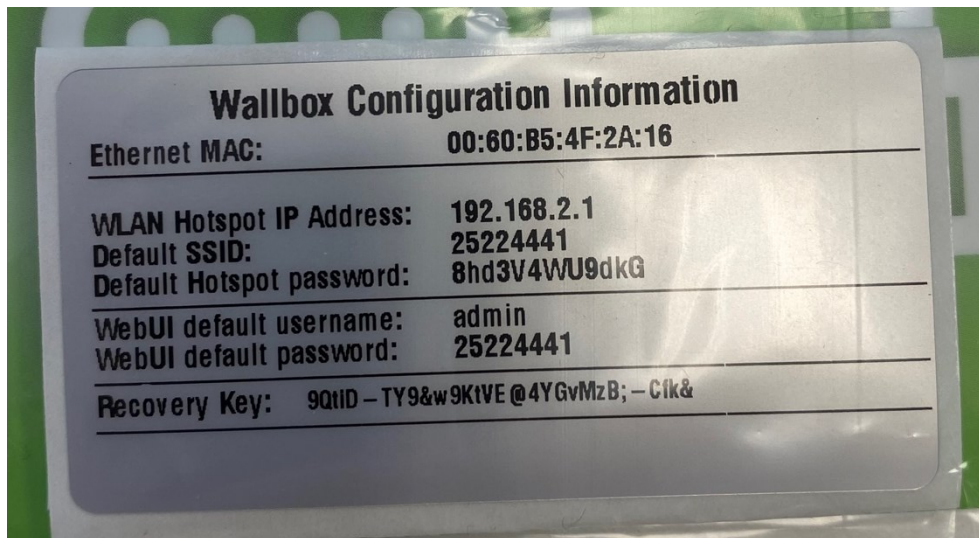 Wallbox Configuration Information
Ethernet MAC: 00:60:B5:4F:2A:16
WLAN Hotspot IP Address: 192.168.2.1
Default SSID: 25224441
Default Hotspot password: 8hd3V4WU9dkG
WebUI default username: admin
WebUI default password: 25224441
Recovery Key: 9QtiD–TY9&w9KtVE@4YGvMzB;–Cfk&